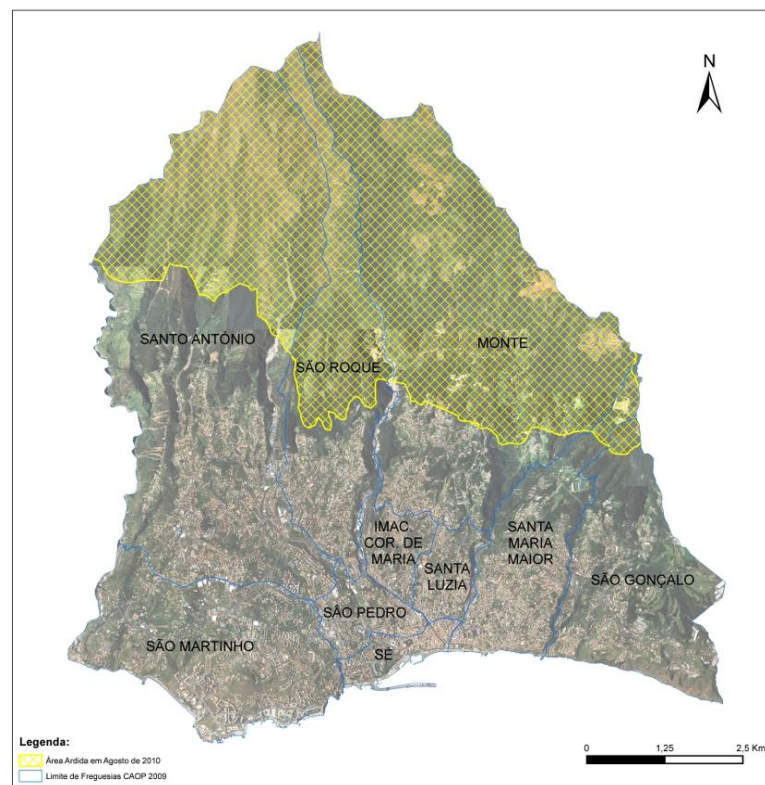 N
SANTO ANTÓNIO
SÃO ROQUE
MONTE
IMAC.
COR. DE
MARIA
SANTA
LUZIA
SANTA
MARIA
MAIOR
SÃO GONÇALO
SÃO PEDRO
SÃO MARTINHO
SÉ
Legenda:
Área Ardida em Agosto de 2010
Limite de Freguesias CAOP 2009
0 1,25 2,5 Km